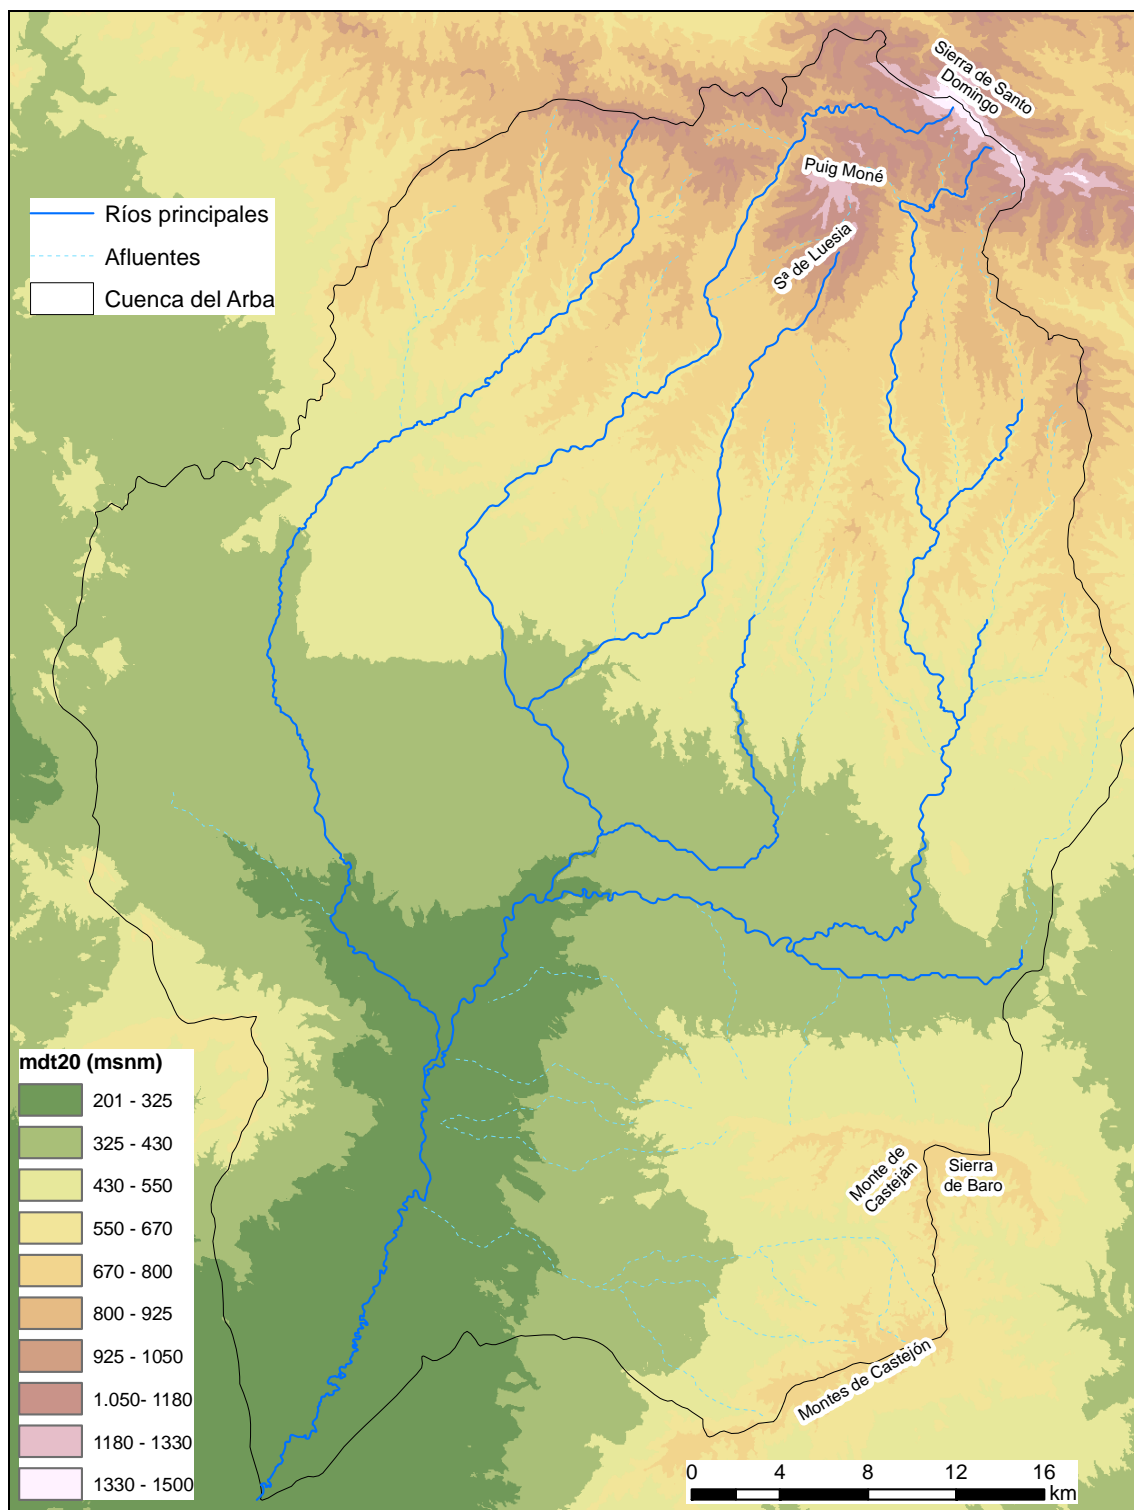 Sierra de Santo
Domingo
Puig Moné
Sª de Luesia
Ríos principales
Afluentes
Cuenca del Arba
Monte de
Casteján
Sierra
de Baro
Montes de Castejón
mdt20 (msnm)
201 - 325
325 - 430
430 - 550
550 - 670
670 - 800
800 - 925
925 - 1050
1.050- 1180
1180 - 1330
1330 - 1500
0 4 8 12 16
km